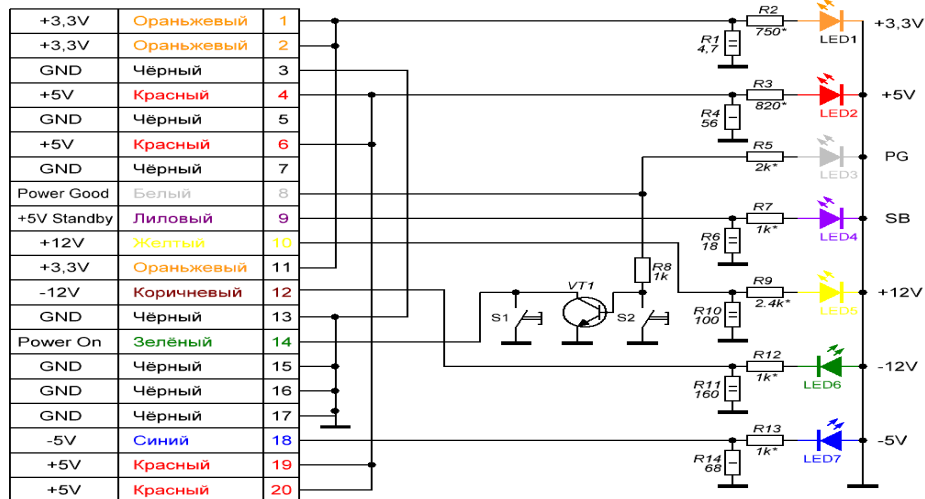 +3,3V Ораньжевый 1
+3,3V Ораньжевый 2
GND Чёрный 3
+5V Красный 4
GND Чёрный 5
+5V Красный 6
GND Чёрный 7
Power Good Белый 8
+5V Standby Лиловый 9
+12V Желтый 10
+3,3V Ораньжевый 11
-12V Коричневый 12
GND Чёрный 13
Power On Зелёный 14
GND Чёрный 15
GND Чёрный 16
GND Чёрный 17
-5V Синий 18
+5V Красный 19
+5V Красный 20
R1
4,7
R2
750*
LED1
+3,3V
R4
56
R3
820*
LED2
+5V
R5
2k*
LED3
PG
R6
18
R7
1k*
LED4
SB
R8
1k
S1
VT1
S2
R10
100
R9
2.4k*
LED5
+12V
R11
160
R12
1k*
LED6
-12V
R14
68
R13
1k*
LED7
-5V